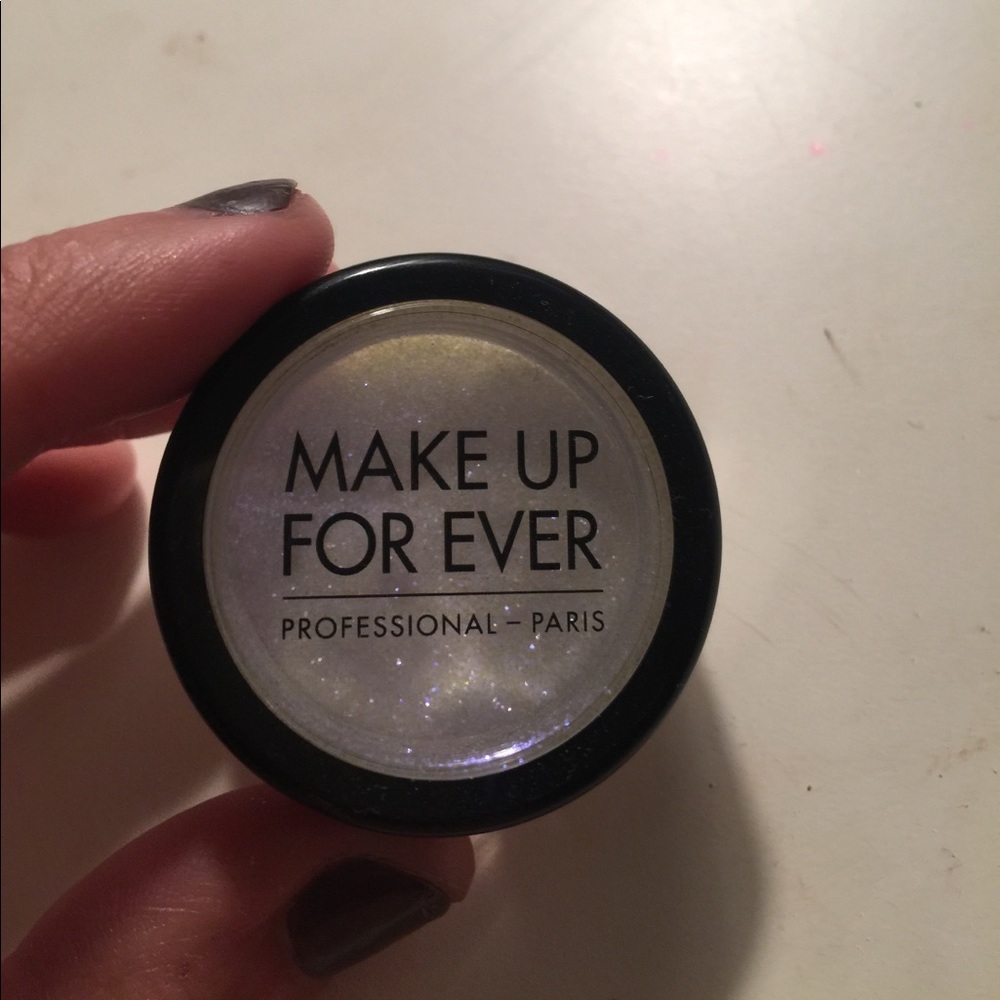 MAKE UP
FOR EVER
PROFESSIONAL – PARIS